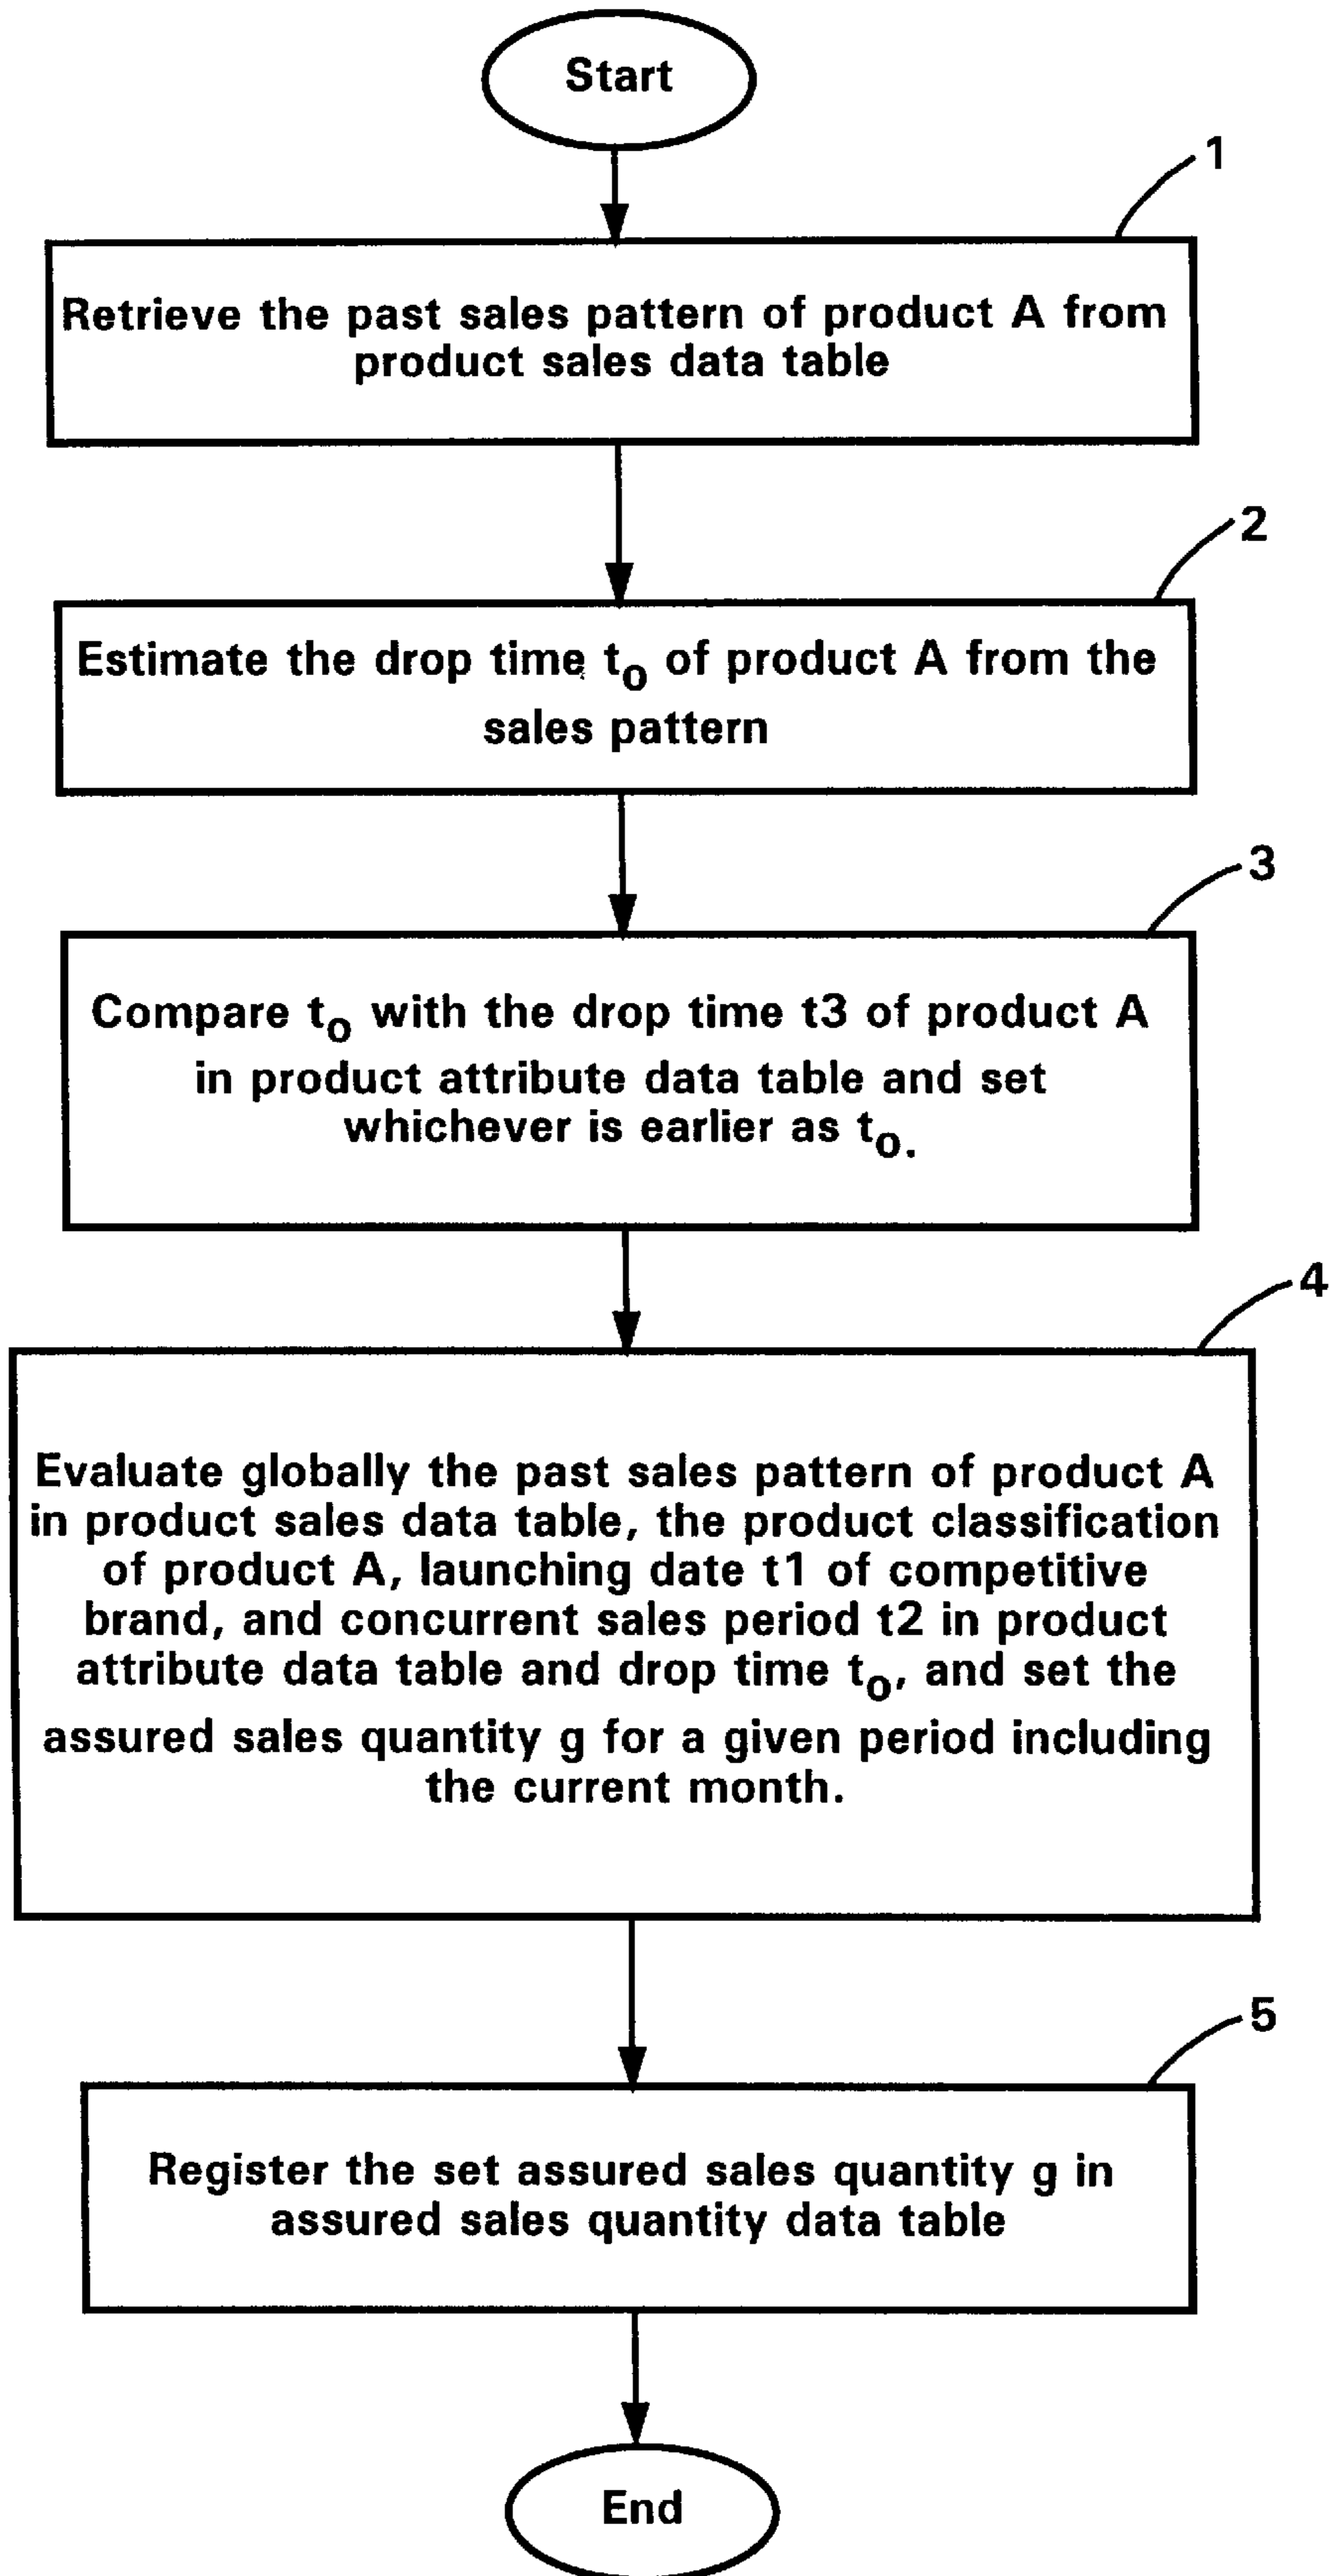 Start
1
Retrieve the past sales pattern of product A from
product sales data table
2
Estimate the drop time to of product A from the
sales pattern
3
Compare to with the drop time t3 of product A
in product attribute data table and set
whichever is earlier as to.
4
Evaluate globally the past sales pattern of product A
in product sales data table, the product classification
of product A, launching date t1 of competitive
brand, and concurrent sales period t2 in product
attribute data table and drop time to, and set the
assured sales quantity g for a given period including
the current month.
5
Register the set assured sales quantity g in
assured sales quantity data table
End